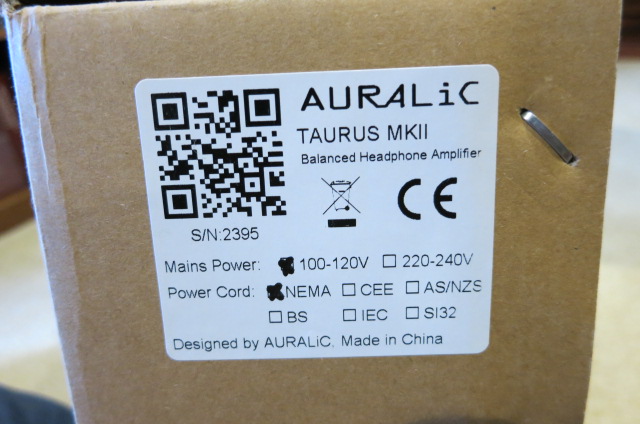 AURALiC
TAURUS MKII
Balanced Headphone Amplifier
CE
S/N:2395
Mains Power: 100-120V 220-240V
Power Cord: NEMA CEE AS/NZS
BS IEC SI32
Designed by AURALiC. Made in China